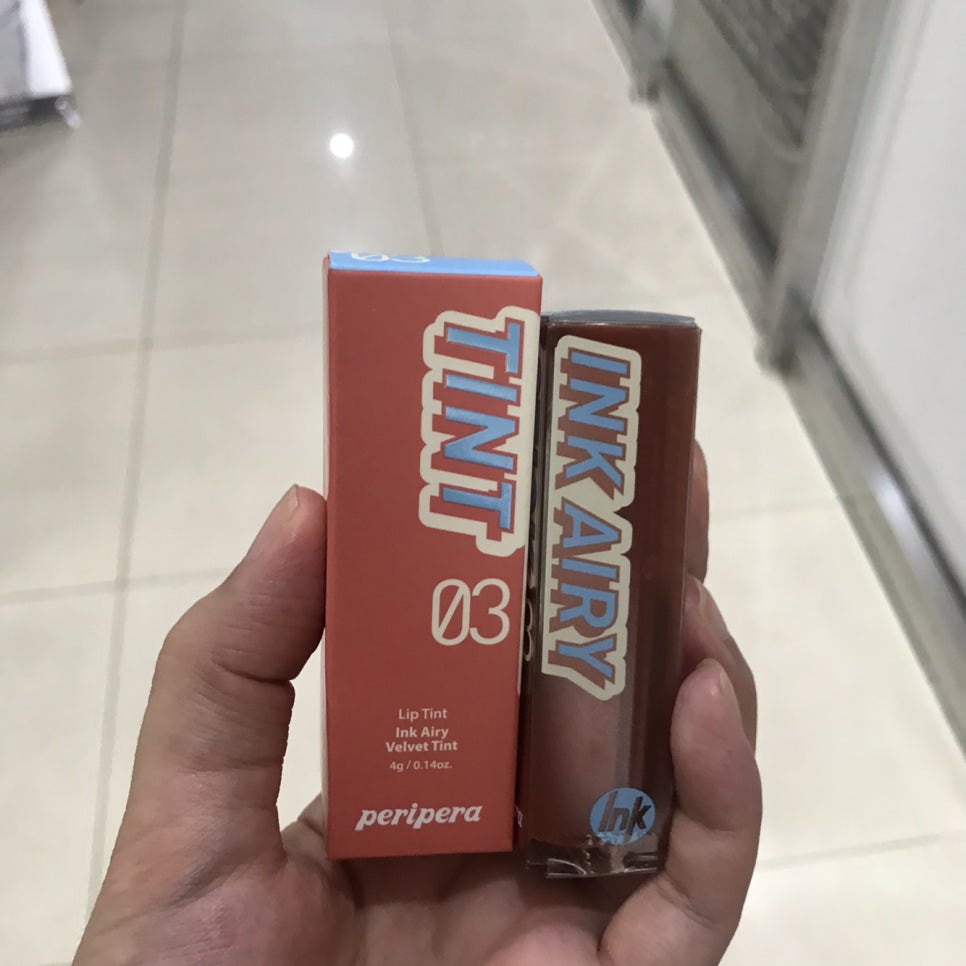 03
TINT
03
Lip Tint
Ink Airy
Velvet Tint
4g / 0.14oz.
peripera
INK AIRY
Ink